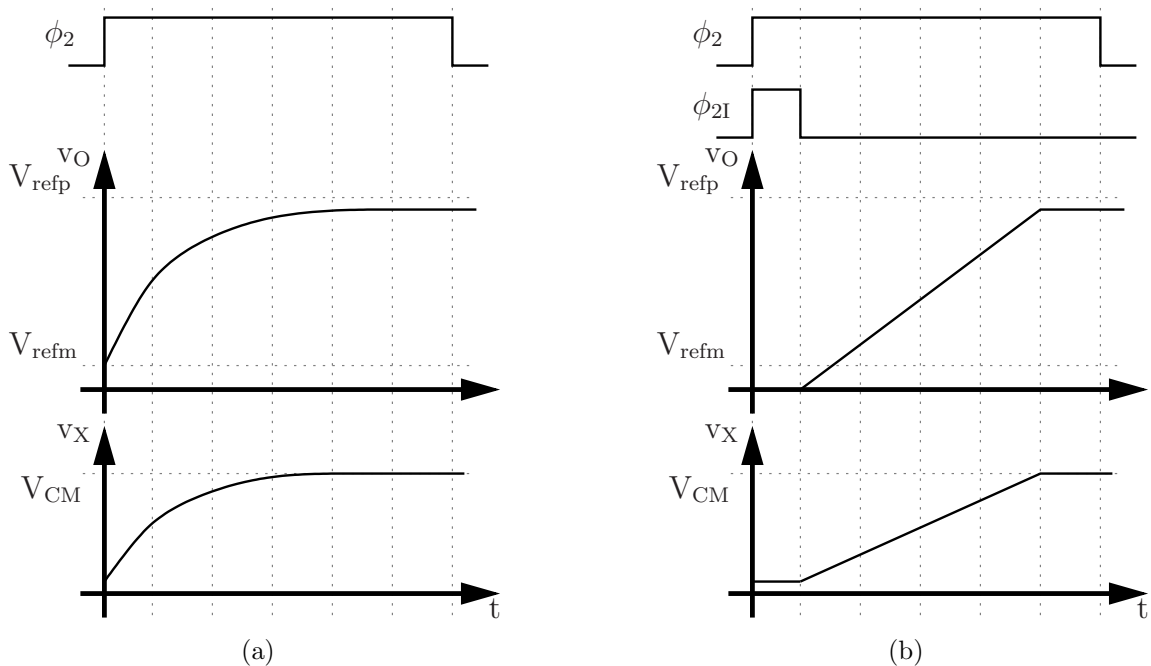 ϕ2
vO
Vrefp
Vrefm
vX
VCM
t
(a)
ϕ2
ϕ2I
vO
Vrefp
Vrefm
vX
VCM
t
(b)